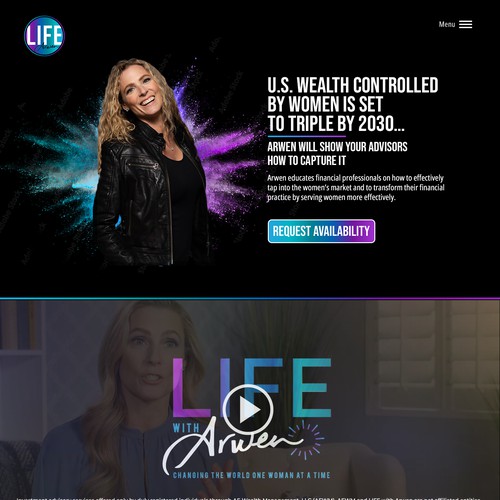 LIFE
Menu
U.S. WEALTH CONTROLLED
BY WOMEN IS SET
TO TRIPLE BY 2030...
ARWEN WILL SHOW YOUR ADVISORS
HOW TO CAPTURE IT
Arwen educates financial professionals on how to effectively
tap into the women's market and to transform their financial
practice by serving women more effectively.
REQUEST AVAILABILITY
LIFE
WITH Arwen
CHANGING THE WORLD ONE WOMAN AT A TIME